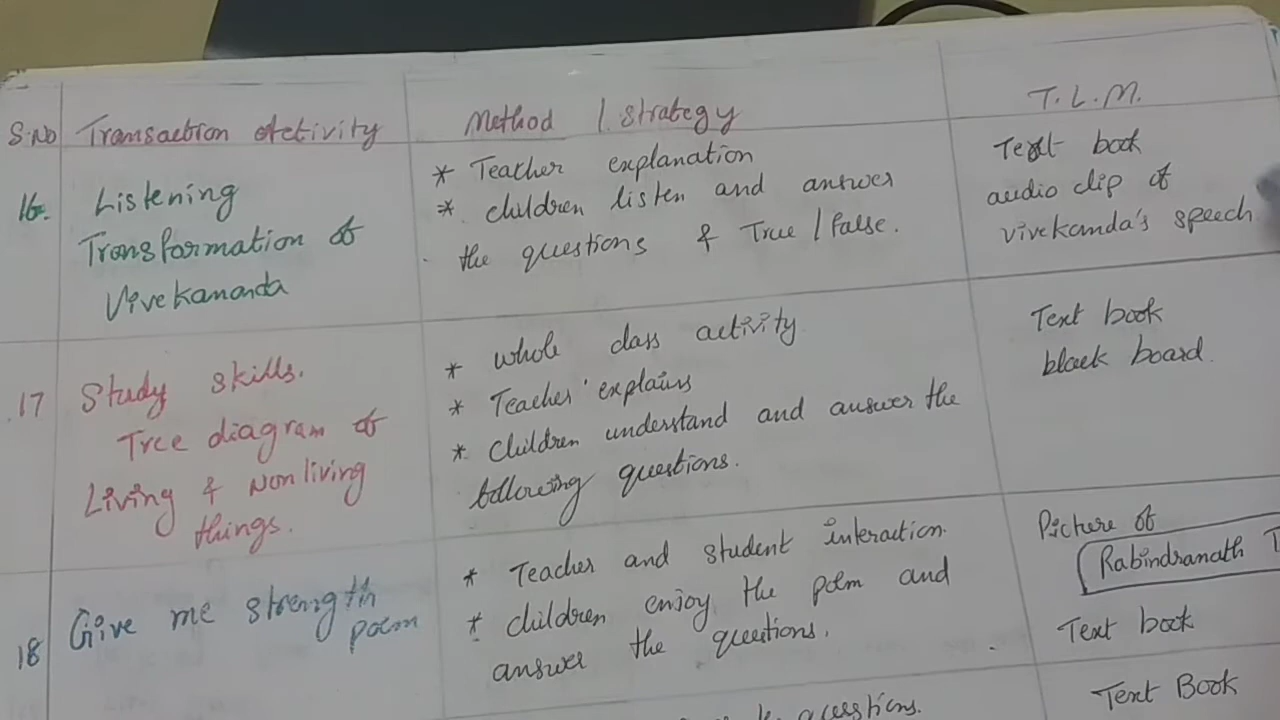 S.No Transaction Activity Method / Strategy T.L.M.
16. Listening
Transformation of
Vivekananda
* Teacher explanation
* children listen and answer
the questions & True / False.
Text book
audio clip of
vivekanda's speech
17 Study skills.
Tree diagram of
Living & Nonliving
things.
* whole class activity
* Teacher explains
* children understand and answer the
following questions.
Text book
black board.
18 Give me strength
poem
* Teacher and student interaction.
* children enjoy the poem and
answer the questions.
Picture of
Rabindranath T
Text book
questions.
Text Book